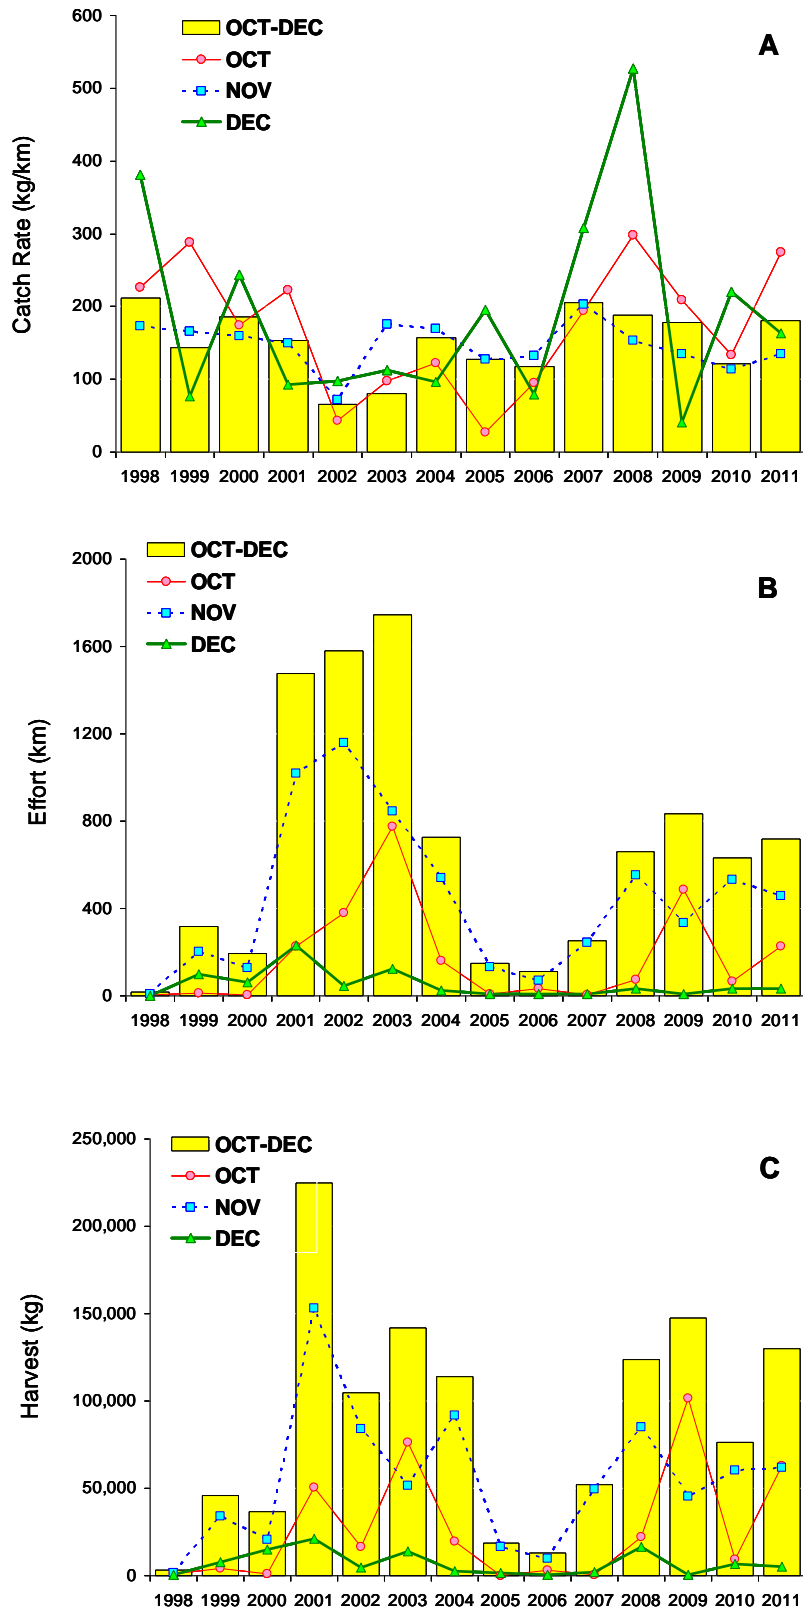 600
500
400
300
200
100
0
Catch Rate (kg/km)
OCT-DEC
OCT
NOV
DEC
A
1998 1999 2000 2001 2002 2003 2004 2005 2006 2007 2008 2009 2010 2011
2000
1600
1200
800
400
0
Effort (km)
OCT-DEC
OCT
NOV
DEC
B
1998 1999 2000 2001 2002 2003 2004 2005 2006 2007 2008 2009 2010 2011
250,000
200,000
150,000
100,000
50,000
0
Harvest (kg)
OCT-DEC
OCT
NOV
DEC
C
1998 1999 2000 2001 2002 2003 2004 2005 2006 2007 2008 2009 2010 2011